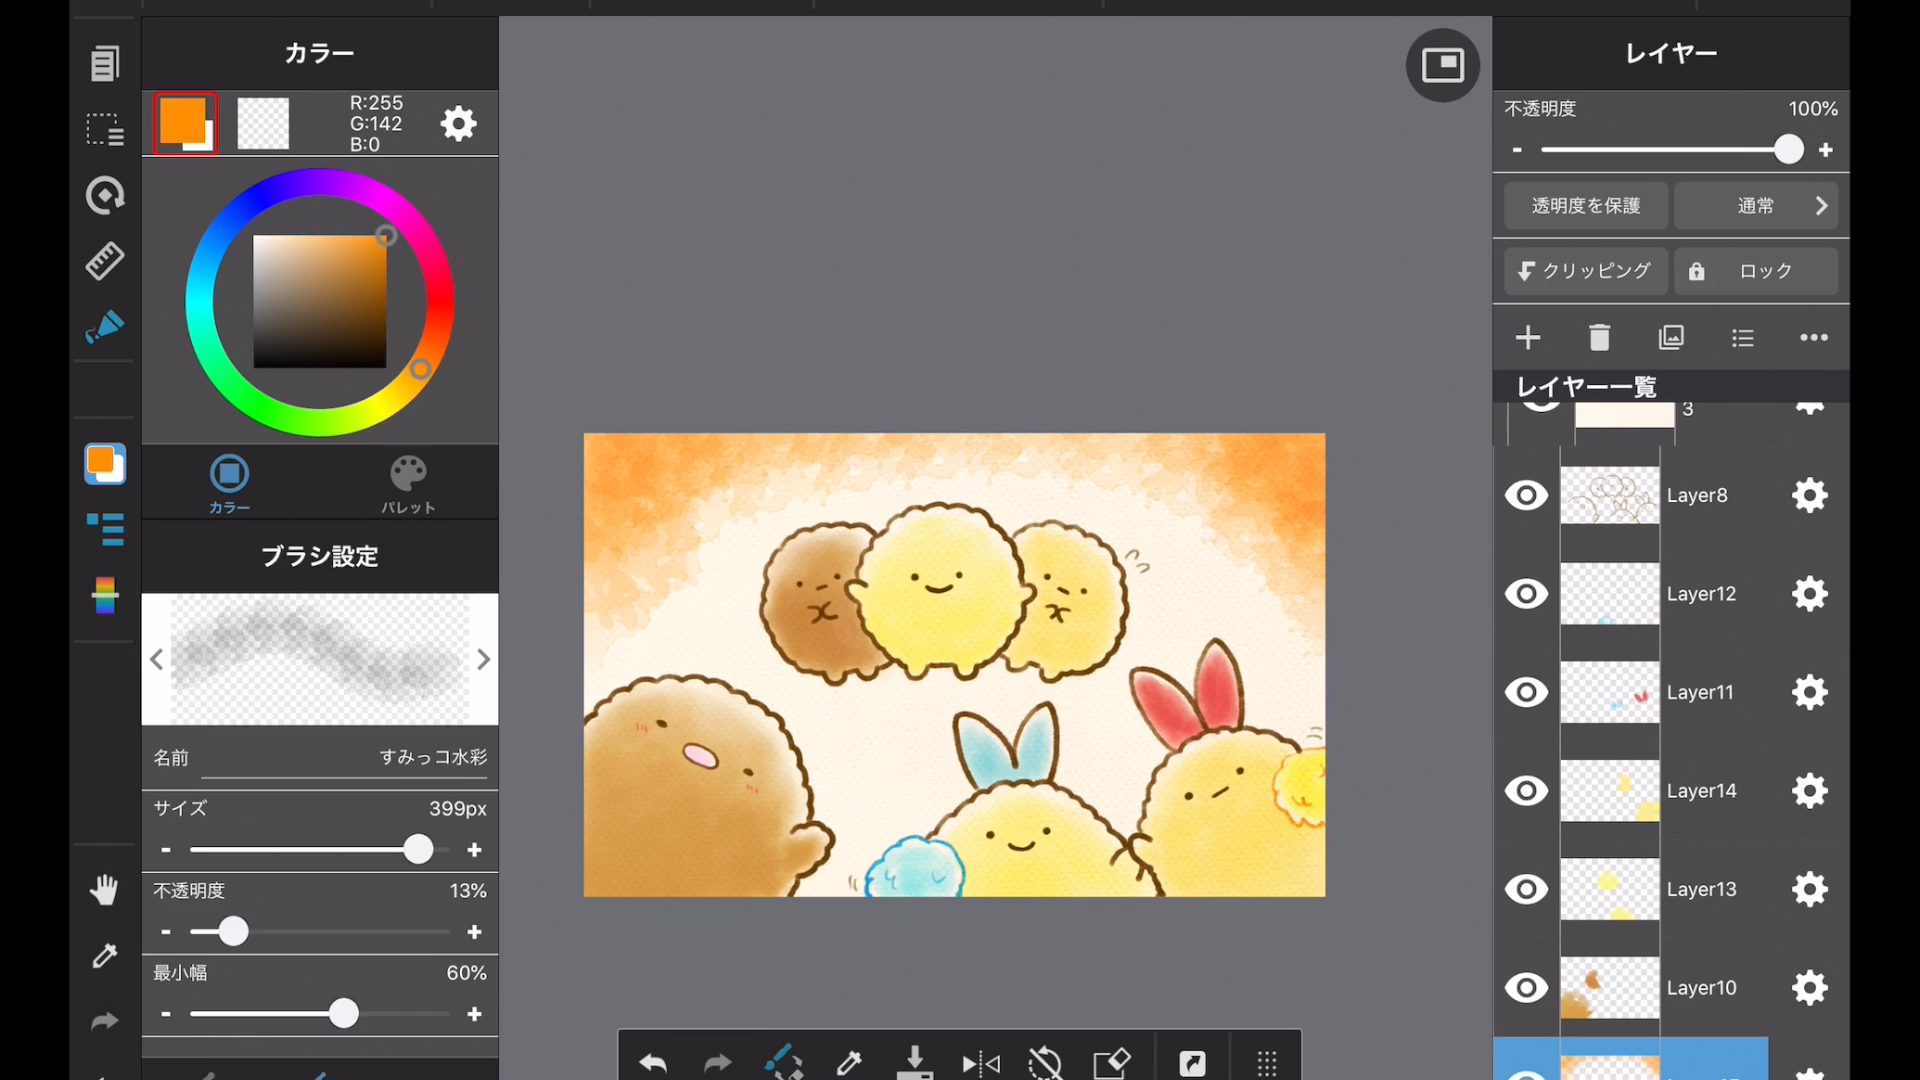 カラー
R:255
G:142
B:0
カラー
パレット
ブラシ設定
名前
すみっコ水彩
サイズ
399px
- +
不透明度
13%
- +
最小幅
60%
- +
レイヤー
不透明度
100%
- +
透明度を保護
通常
クリッピング
ロック
レイヤー一覧
3
Layer8
Layer12
Layer11
Layer14
Layer13
Layer10